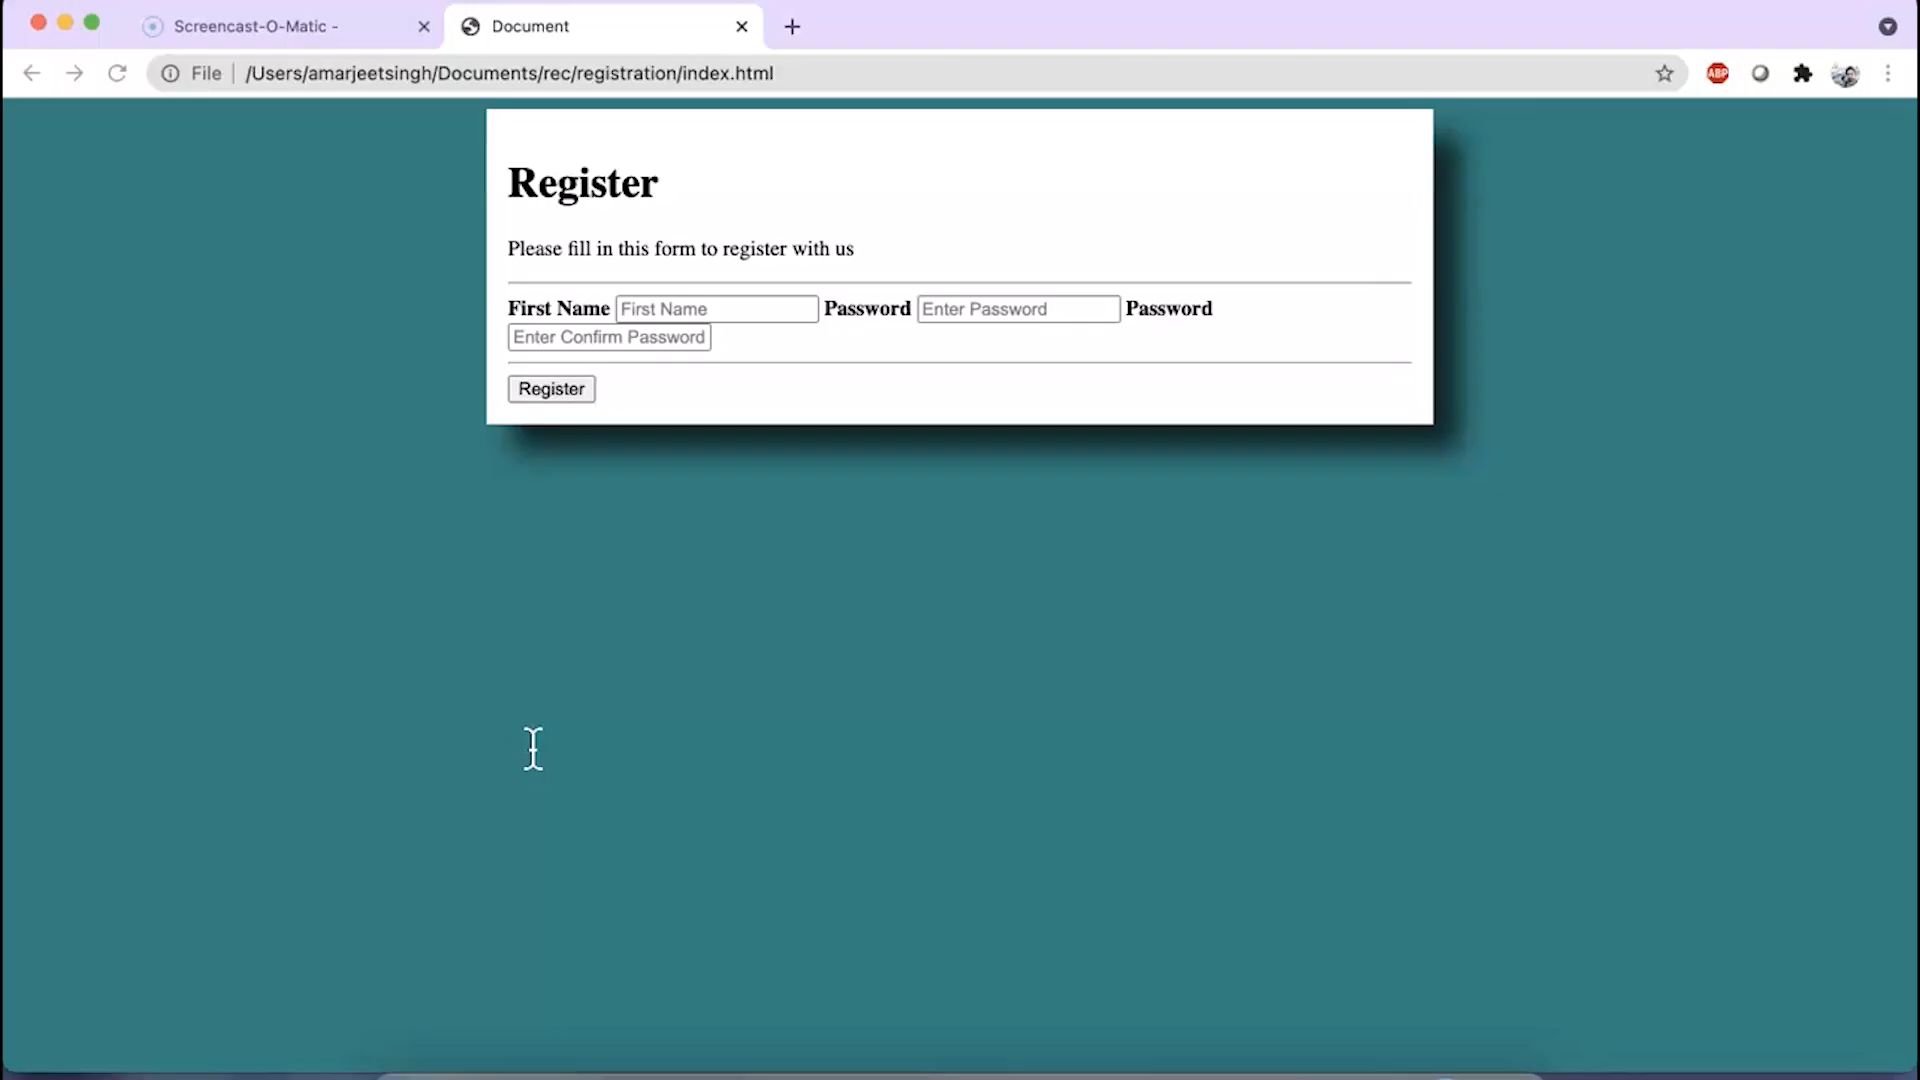 Screencast-O-Matic - Document
File /Users/amarjeetsingh/Documents/rec/registration/index.html ABP
Register
Please fill in this form to register with us
First Name First Name Password Enter Password Password
Enter Confirm Password
Register